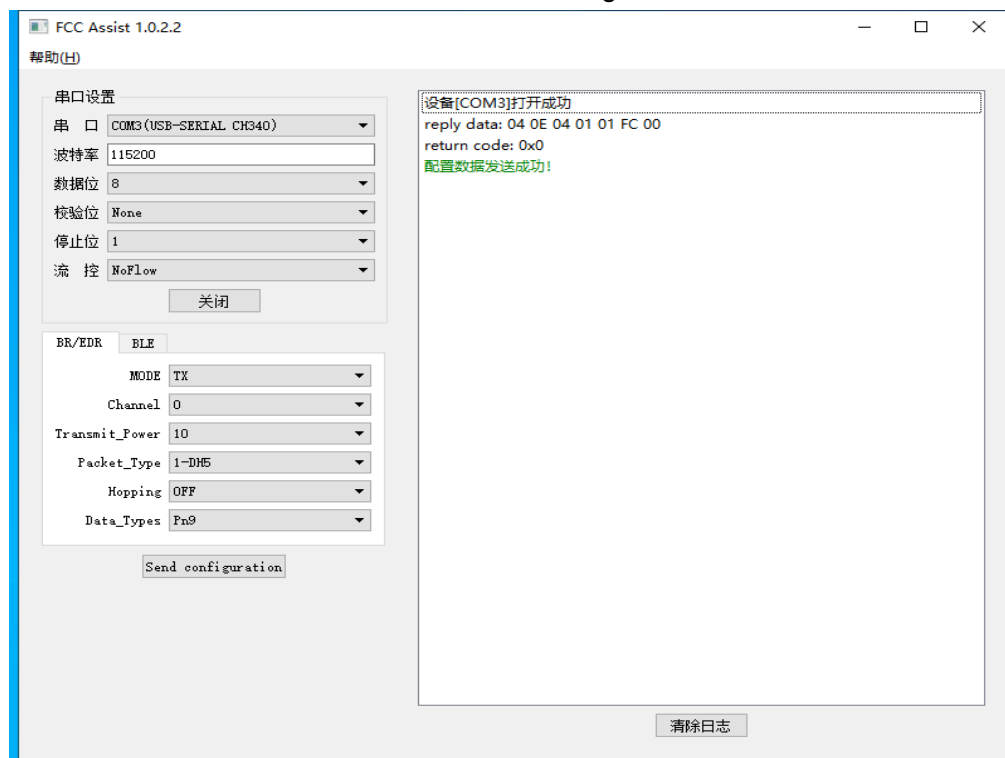 FCC Assist 1.0.2.2
帮助(H)
串口设置
串 口 COM3(USB-SERIAL CH340)
波特率 115200
数据位 8
校验位 None
停止位 1
流 控 NoFlow
关闭
BR/EDR BLE
MODE TX
Channel 0
Transmit_Power 10
Packet_Type 1-DH5
Hopping OFF
Data_Types Pn9
Send configuration
设备[COM3]打开成功
reply data: 04 0E 04 01 01 FC 00
return code: 0x0
配置数据发送成功!
清除日志